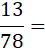 13/78 =